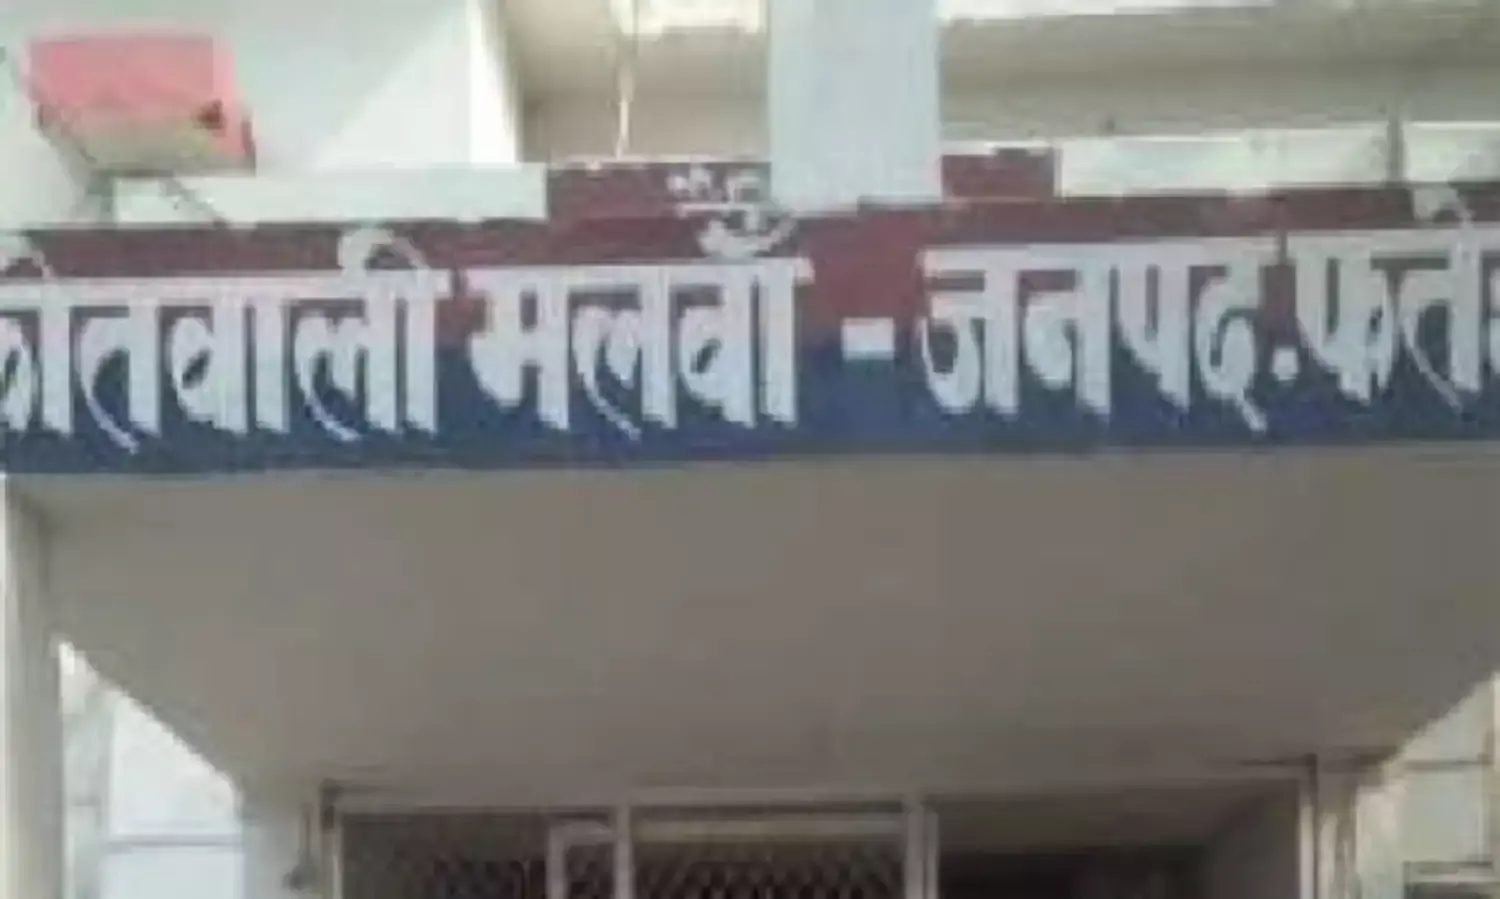 कोतवाली मलवाँ - जनपद. फतेह